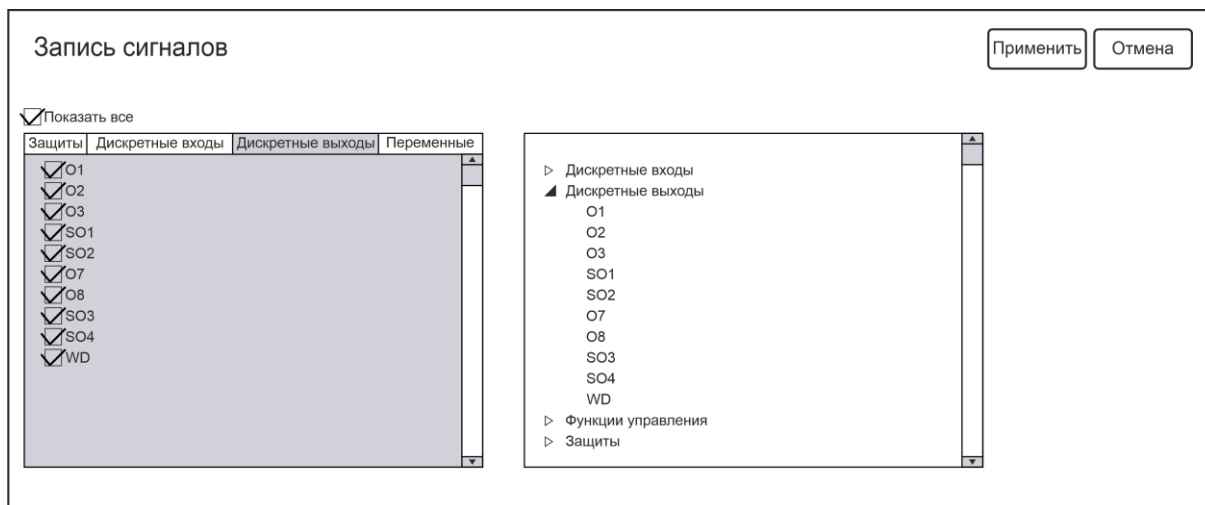 Запись сигналов
Применить
Отмена
Показать все
Защиты Дискретные входы Дискретные выходы Переменные
O1
O2
O3
SO1
SO2
O7
O8
SO3
SO4
WD
Дискретные входы
Дискретные выходы
O1
O2
O3
SO1
SO2
O7
O8
SO3
SO4
WD
Функции управления
Защиты